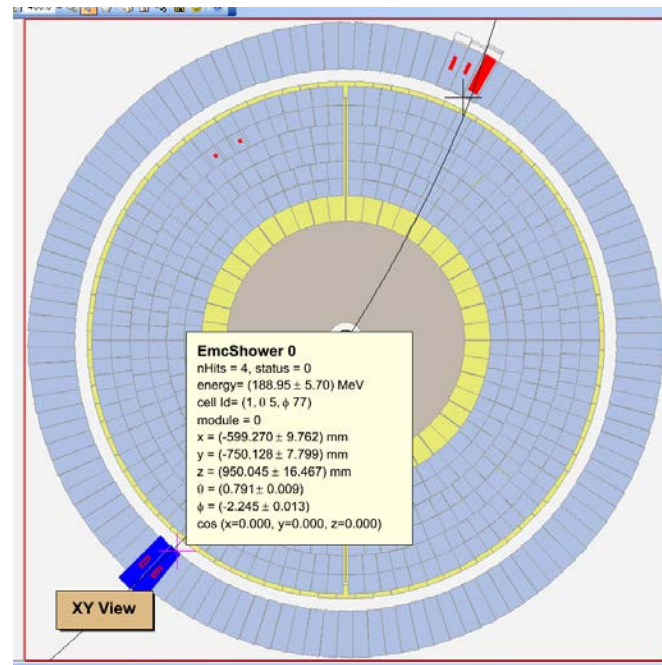 EmcShower 0
nHits = 4, status = 0
energy= (188.95 ± 5.70) MeV
cell Id= (1, θ 5, ϕ 77)
module = 0
x = (-599.270 ± 9.762) mm
y = (-750.128 ± 7.799) mm
z = (950.045 ± 16.467) mm
θ = (0.791± 0.009)
ϕ = (-2.245 ± 0.013)
cos (x=0.000, y=0.000, z=0.000)
XY View